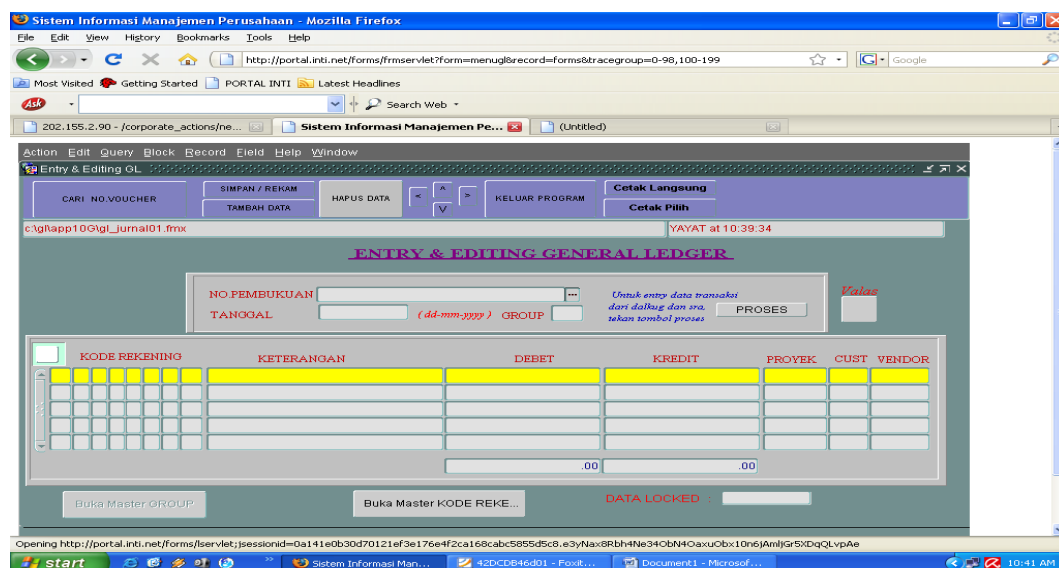 Sistem Informasi Manajemen Perusahaan - Mozilla Firefox
File Edit View History Bookmarks Tools Help
http://portal.inti.net/forms/frmservlet?form=menugl&record=forms&tracegroup=0-98,100-199
Google
Most Visited Getting Started PORTAL INTI Latest Headlines
Ask Search Web
202.155.2.90 - /corporate_actions/ne... Sistem Informasi Manajemen Pe... (Untitled)
Action Edit Query Block Record Field Help Window
Entry & Editing GL
CARI NO.VOUCHER SIMPAN / REKAM HAPUS DATA < ^ > KELUAR PROGRAM Cetak Langsung
TAMBAH DATA V Cetak Pilih
c:\gl\app10G\gl_jurnal01.fmx YAYAT at 10:39:34
ENTRY & EDITING GENERAL LEDGER
NO.PEMBUKUAN ... Untuk entry data transaksi Valas
dari dalkug dan sra, PROSES
TANGGAL ( dd-mm-yyyy ) GROUP tekan tombol proses
KODE REKENING KETERANGAN DEBET KREDIT PROYEK CUST VENDOR
.00 .00
Buka Master GROUP Buka Master KODE REKE... DATA LOCKED :
Opening http://portal.inti.net/forms/lservlet;jsessionid=
start Sistem Informasi Man... 42DCDB46d01 - Foxit... Document1 - Microsof... 10:41 AM